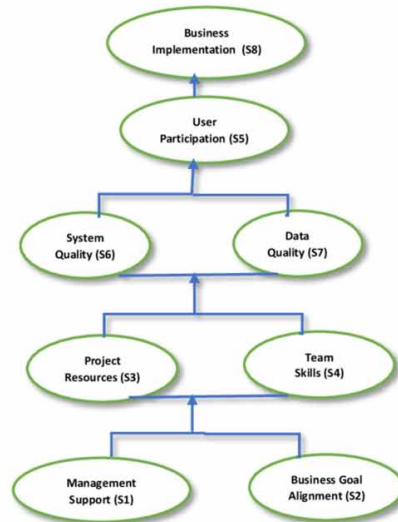 Business
Implementation (S8)
User
Participation (S5)
System
Quality (S6)
Data
Quality (S7)
Project
Resources (S3)
Team
Skills (S4)
Management
Support (S1)
Business Goal
Alignment (S2)